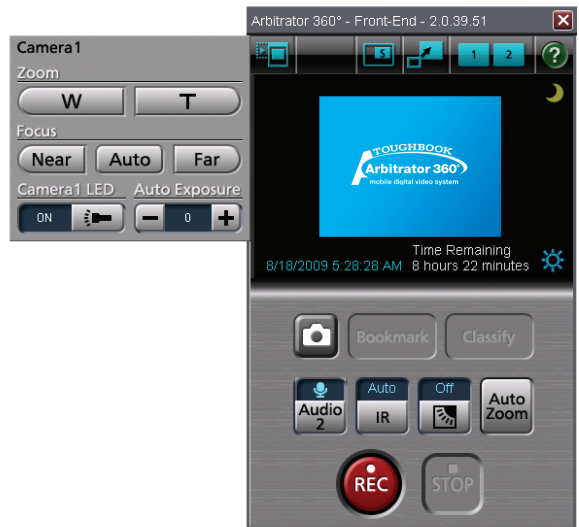 Camera1
Zoom
W T
Focus
Near Auto Far
Camera1 LED Auto Exposure
ON 0
Arbitrator 360° - Front-End - 2.0.39.51
S 1 2 ?
TOUGHBOOK
Arbitrator 360°
mobile digital video system
Time Remaining
8/18/2009 5:28:28 AM 8 hours 22 minutes
Bookmark Classify
Auto Off
Audio 2 IR Auto Zoom
REC STOP